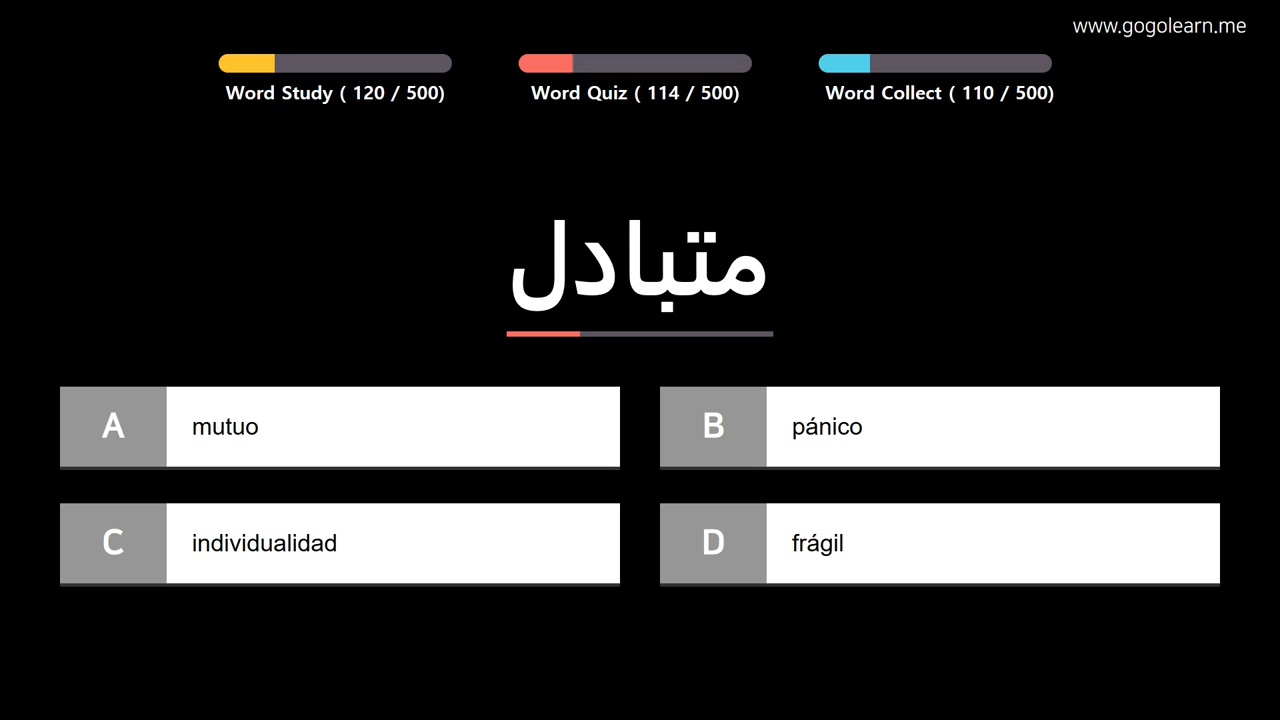 www.gogolearn.me
Word Study ( 120 / 500)
Word Quiz ( 114 / 500)
Word Collect ( 110 / 500)
متبادل
A mutuo
B pánico
C individualidad
D frágil